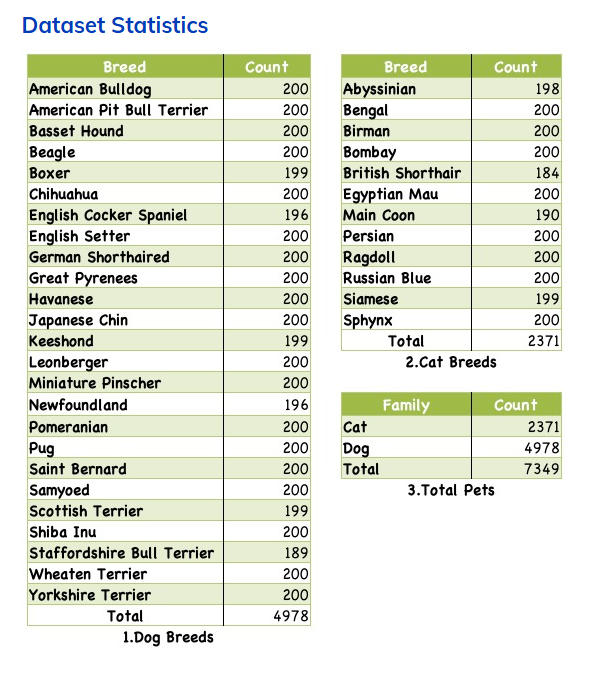 Dataset Statistics
Breed Count
American Bulldog 200
American Pit Bull Terrier 200
Basset Hound 200
Beagle 200
Boxer 199
Chihuahua 200
English Cocker Spaniel 196
English Setter 200
German Shorthaired 200
Great Pyrenees 200
Havanese 200
Japanese Chin 200
Keeshond 199
Leonberger 200
Miniature Pinscher 200
Newfoundland 196
Pomeranian 200
Pug 200
Saint Bernard 200
Samyoed 200
Scottish Terrier 199
Shiba Inu 200
Staffordshire Bull Terrier 189
Wheaten Terrier 200
Yorkshire Terrier 200
Total 4978
1.Dog Breeds
Breed Count
Abyssinian 198
Bengal 200
Birman 200
Bombay 200
British Shorthair 184
Egyptian Mau 200
Main Coon 190
Persian 200
Ragdoll 200
Russian Blue 200
Siamese 199
Sphynx 200
Total 2371
2.Cat Breeds
Family Count
Cat 2371
Dog 4978
Total 7349
3.Total Pets